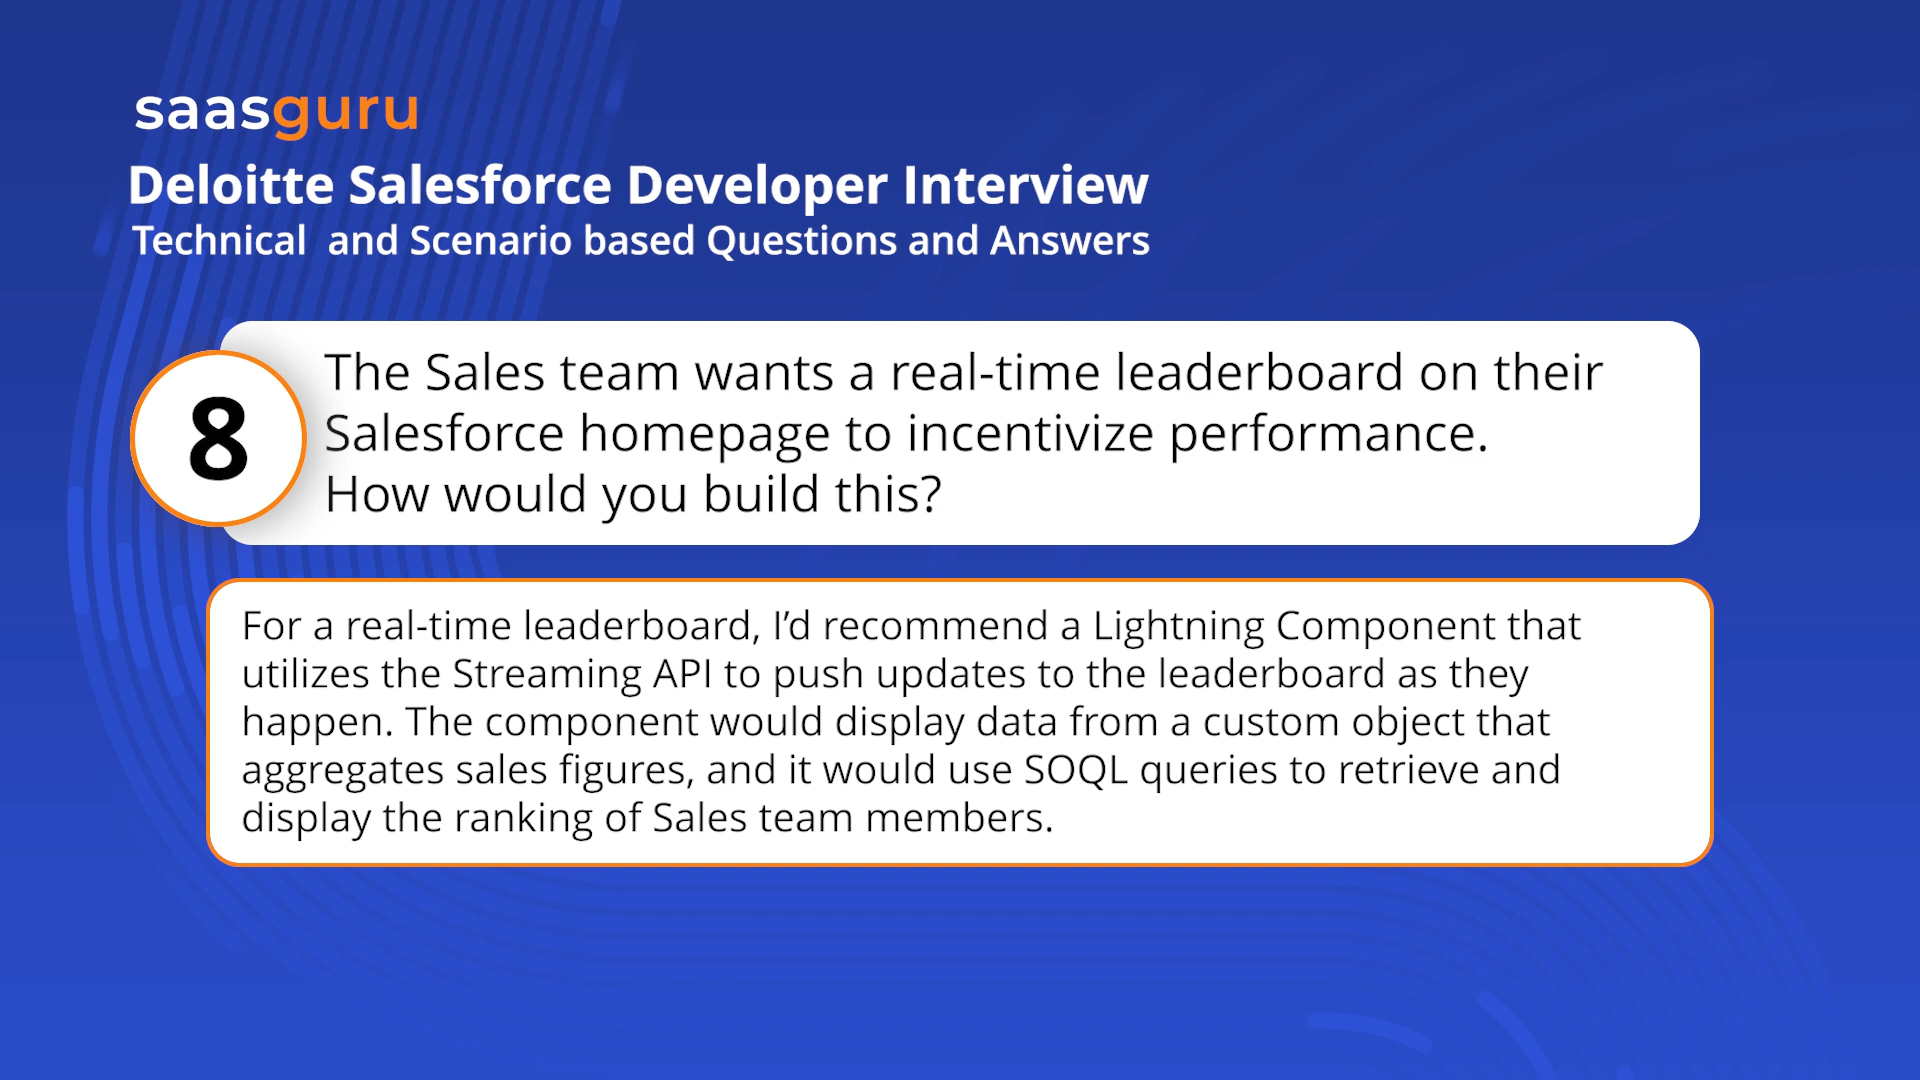 saasguru
Deloitte Salesforce Developer Interview
Technical  and Scenario based Questions and Answers
8
The Sales team wants a real-time leaderboard on their
Salesforce homepage to incentivize performance.
How would you build this?
For a real-time leaderboard, I’d recommend a Lightning Component that
utilizes the Streaming API to push updates to the leaderboard as they
happen. The component would display data from a custom object that
aggregates sales figures, and it would use SOQL queries to retrieve and
display the ranking of Sales team members.